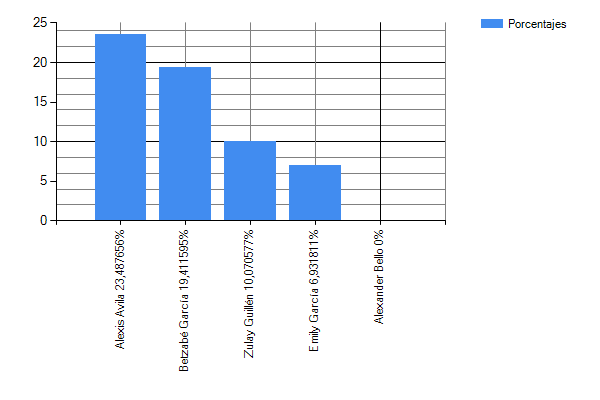 25
20
15
10
5
0
Alexis Avila 23,487656%
Betzabé García 19,411595%
Zulay Guillén 10,070577%
Emily García 6,931811%
Alexander Bello 0%
Porcentajes